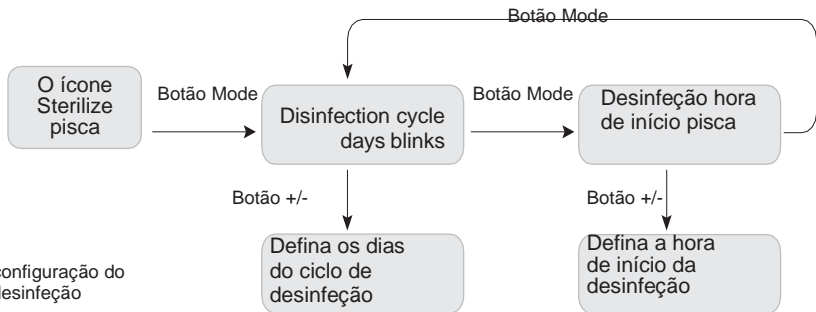 Botão Mode
O ícone
Sterilize
pisca
Botão Mode
Disinfection cycle
days blinks
Botão Mode
Desinfeção hora
de início pisca
Botão +/-
Botão +/-
Defina os dias
do ciclo de
desinfeção
Defina a hora
de início da
desinfeção
configuração do
desinfeção